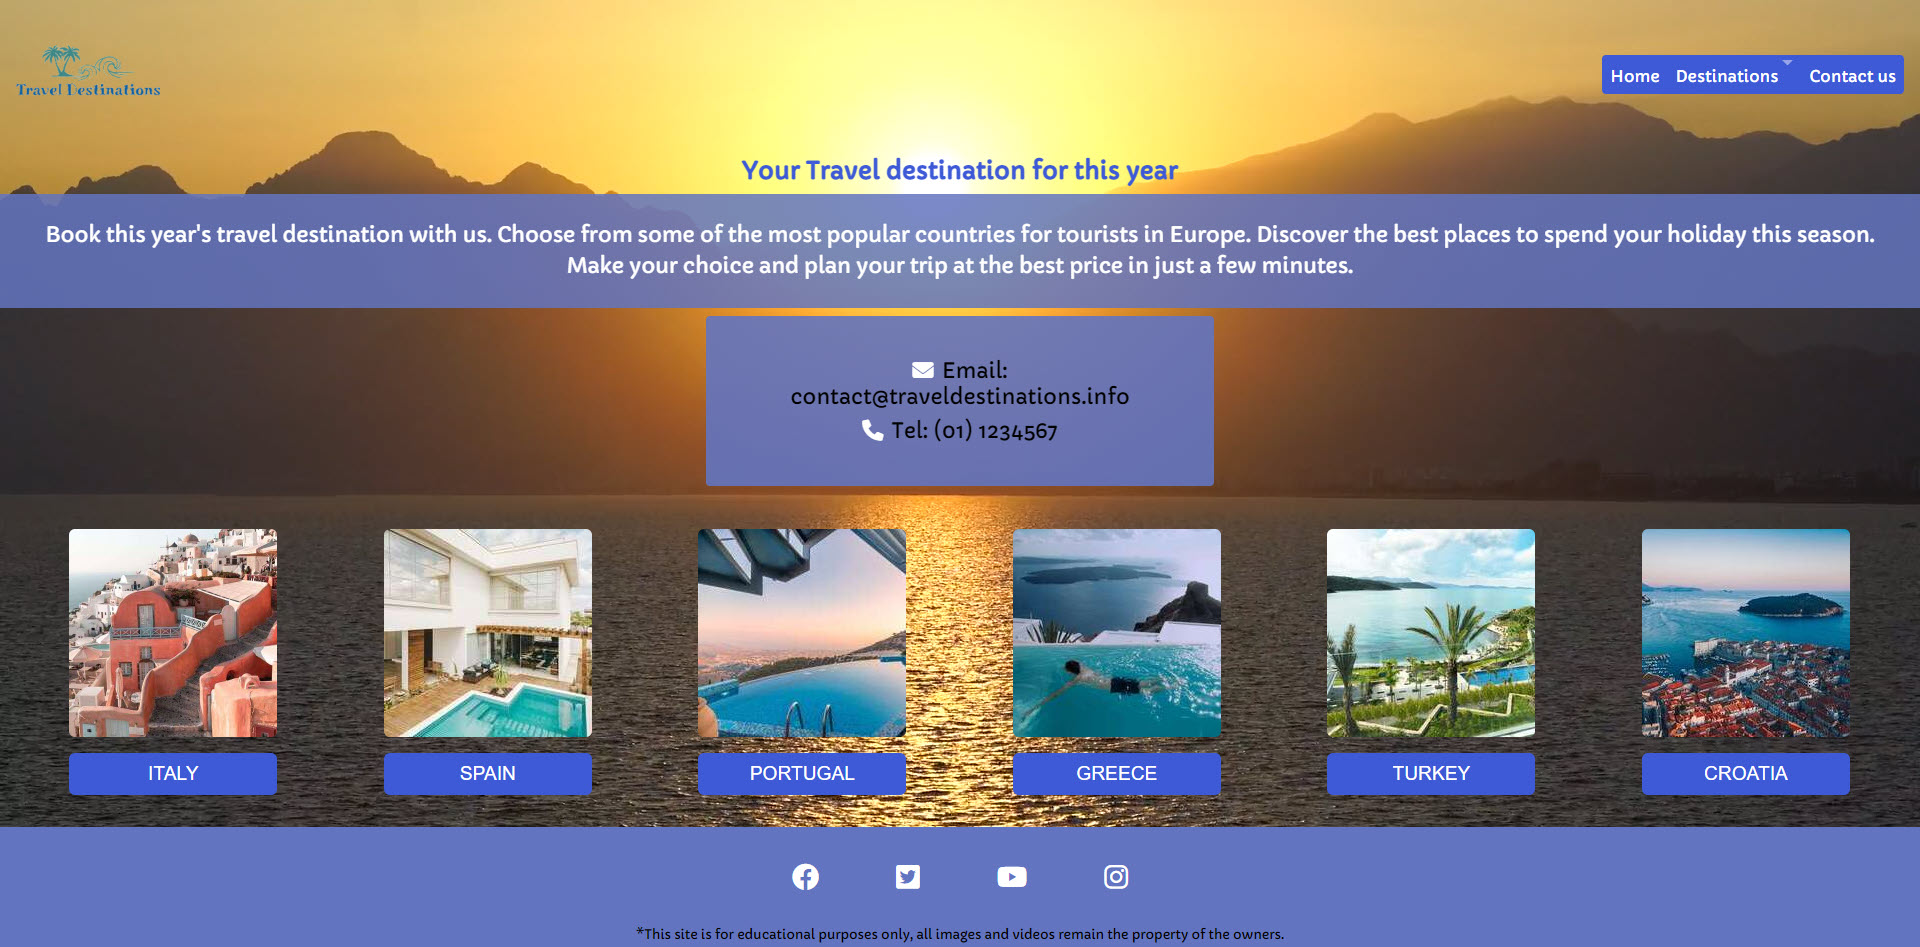 Travel Destinations
Home Destinations Contact us
Your Travel destination for this year
Book this year's travel destination with us. Choose from some of the most popular countries for tourists in Europe. Discover the best places to spend your holiday this season.
Make your choice and plan your trip at the best price in just a few minutes.
Email:
contact@traveldestinations.info
Tel: (01) 1234567
ITALY SPAIN PORTUGAL GREECE TURKEY CROATIA
*This site is for educational purposes only, all images and videos remain the property of the owners.